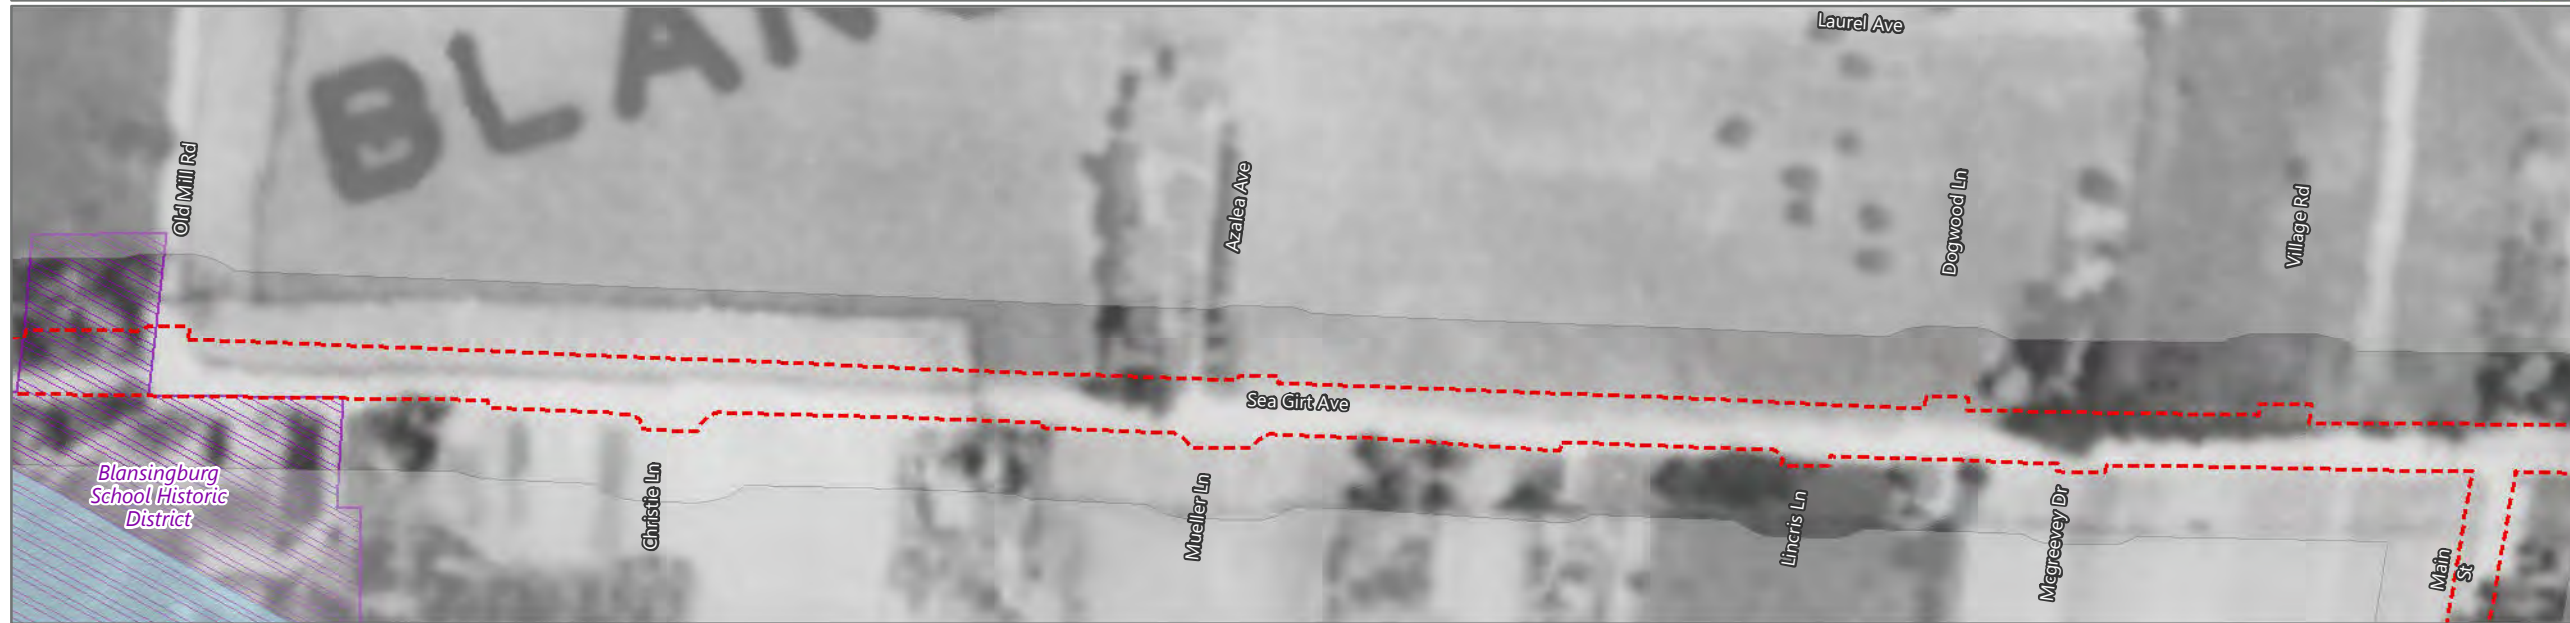 Laurel Ave
BLAN
Old Mill Rd
Azalea Ave
Dogwood Ln
Village Rd
Sea Girt Ave
Blansingburg
School Historic
District
Christie Ln
Mueller Ln
Lincris Ln
Mcgreevey Dr
Main
St